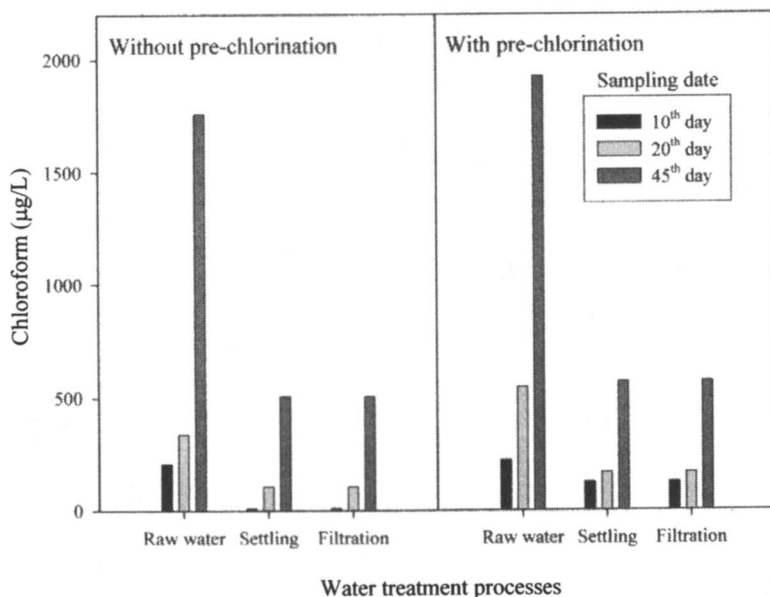 Without pre-chlorination
With pre-chlorination
Sampling date
10th day
20th day
45th day
Chloroform (µg/L)
2000
1500
1000
500
0
Raw water Settling Filtration Raw water Settling Filtration
Water treatment processes